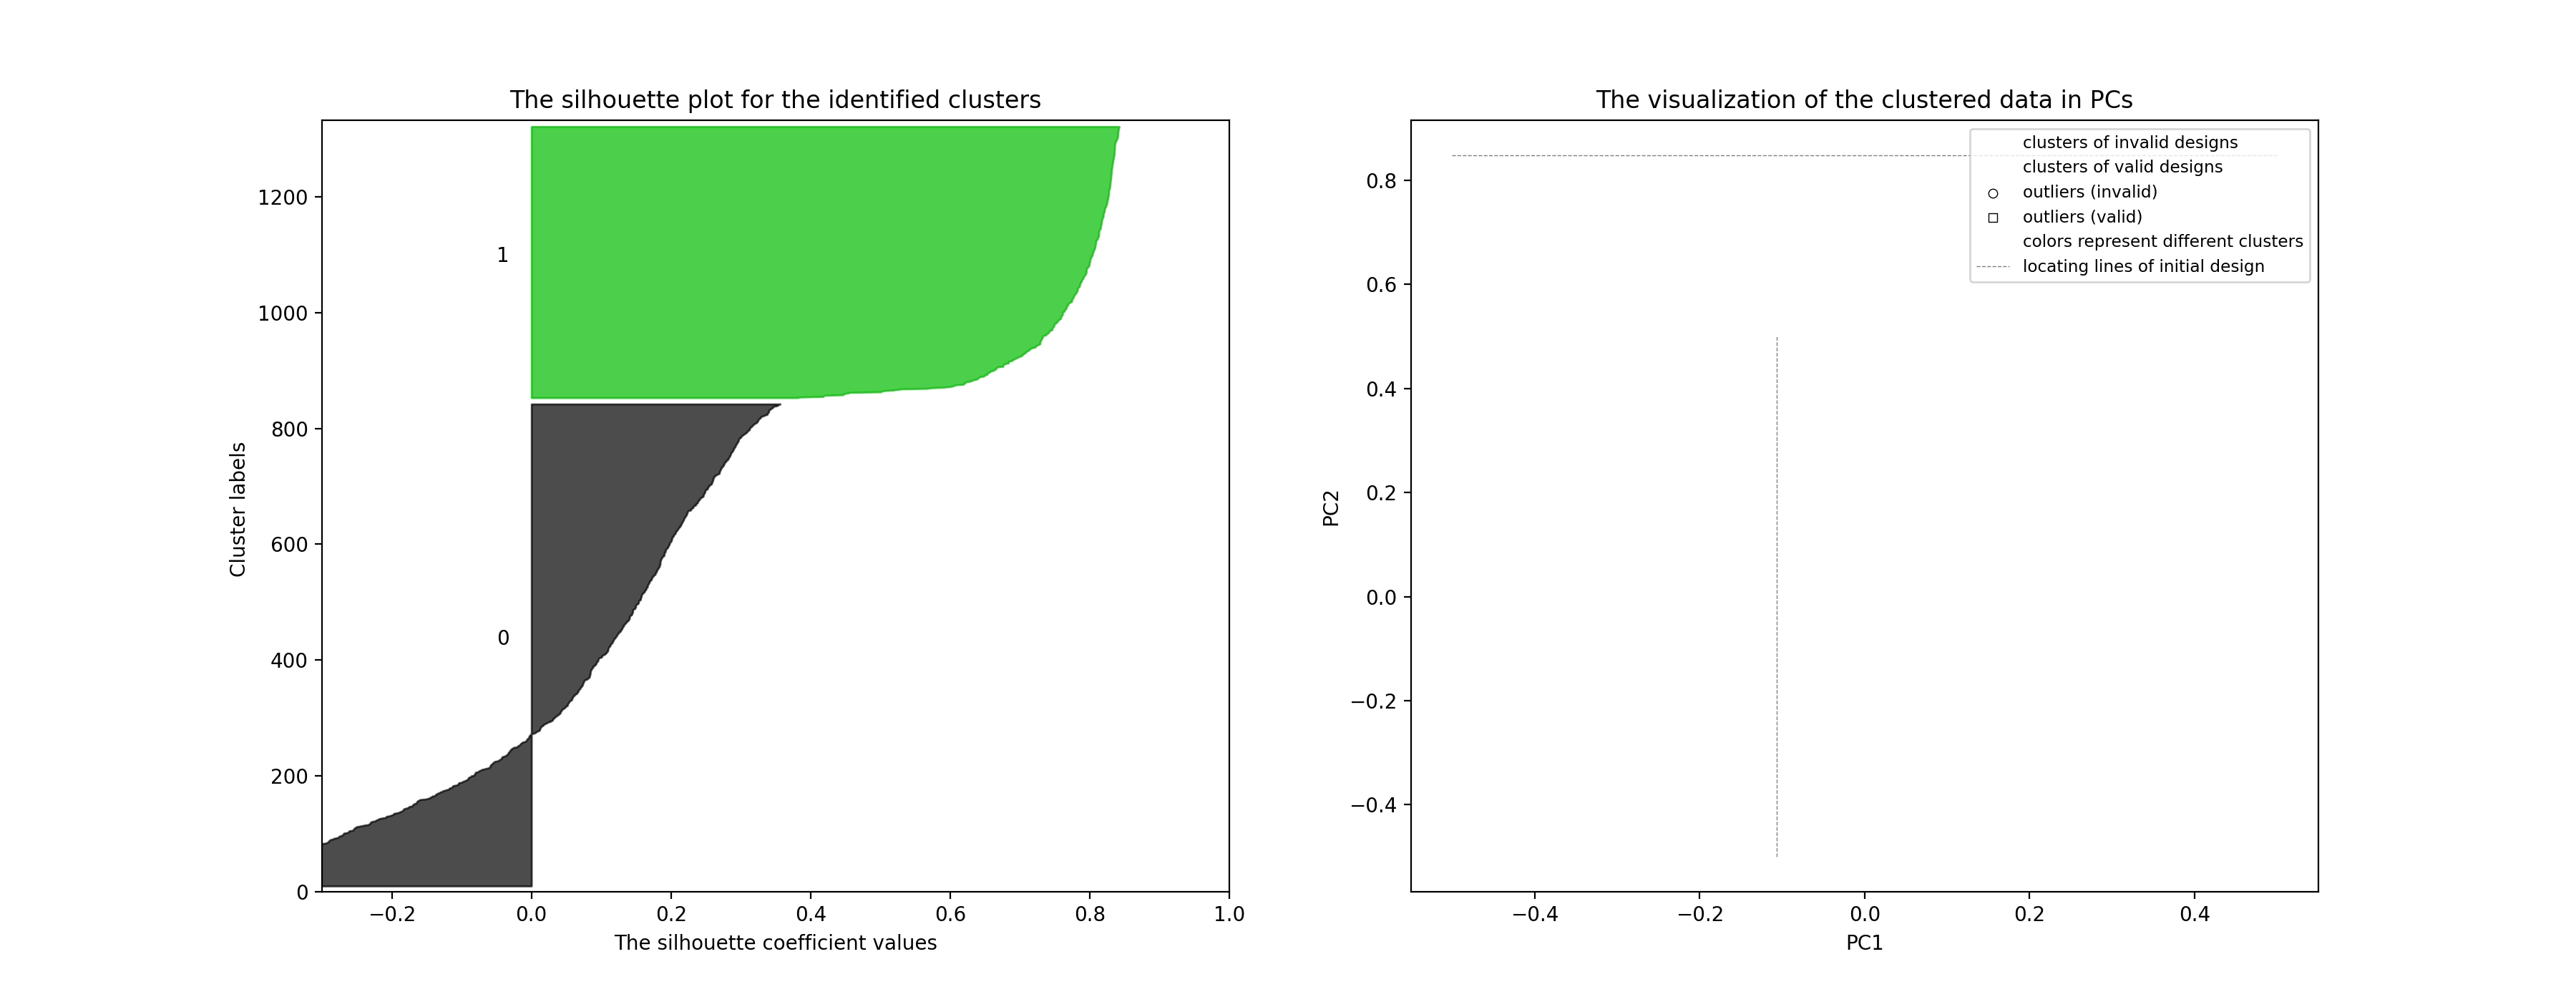 The silhouette plot for the identified clusters
1200
1000
800
600
400
200
0
1
0
Cluster labels
−0.2
0.0
0.2
0.4
0.6
0.8
1.0
The silhouette coefficient values
The visualization of the clustered data in PCs
clusters of invalid designs
clusters of valid designs
outliers (invalid)
outliers (valid)
colors represent different clusters
locating lines of initial design
0.8
0.6
0.4
0.2
0.0
−0.2
−0.4
PC2
−0.4
−0.2
0.0
0.2
0.4
PC1